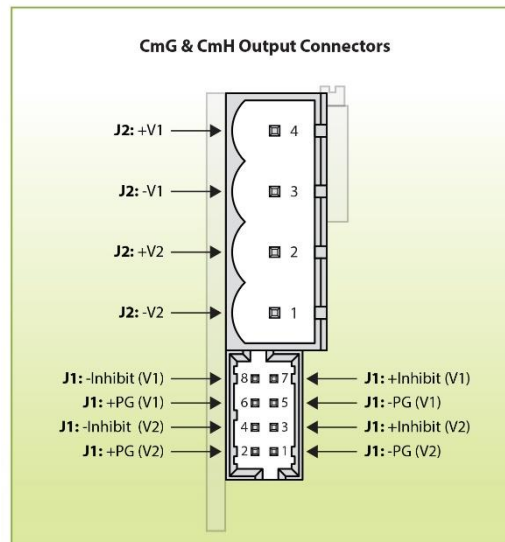 CmG & CmH Output Connectors
J2: +V1 4
J2: -V1 3
J2: +V2 2
J2: -V2 1
J1: -Inhibit (V1) 8 7 J1: +Inhibit (V1)
J1: +PG (V1) 6 5 J1: -PG (V1)
J1: -Inhibit (V2) 4 3 J1: +Inhibit (V2)
J1: +PG (V2) 2 1 J1: -PG (V2)